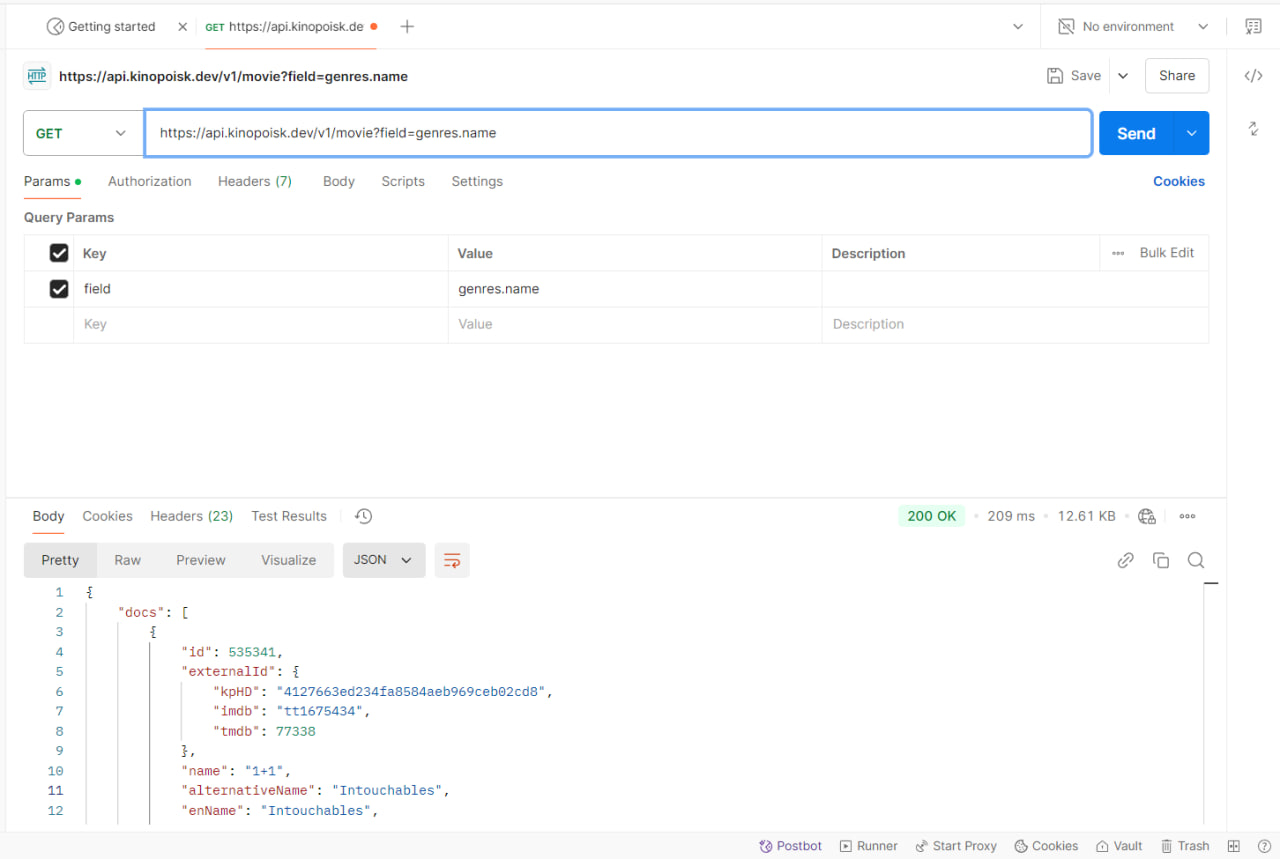 Getting started
GET https://api.kinopoisk.de
No environment
HTTP https://api.kinopoisk.dev/v1/movie?field=genres.name
Save
Share
GET
https://api.kinopoisk.dev/v1/movie?field=genres.name
Send
Params
Authorization
Headers (7)
Body
Scripts
Settings
Cookies
Query Params
Key Value Description Bulk Edit
field genres.name
Key Value Description
Body Cookies Headers (23) Test Results
200 OK 209 ms 12.61 KB
Pretty Raw Preview Visualize JSON
1 {
2 "docs": [
3 {
4 "id": 535341,
5 "externalId": {
6 "kpHD": "4127663ed234fa8584aeb969ceb02cd8",
7 "imdb": "tt1675434",
8 "tmdb": 77338
9 },
10 "name": "1+1",
11 "alternativeName": "Intouchables",
12 "enName": "Intouchables",
Postbot Runner Start Proxy Cookies Vault Trash